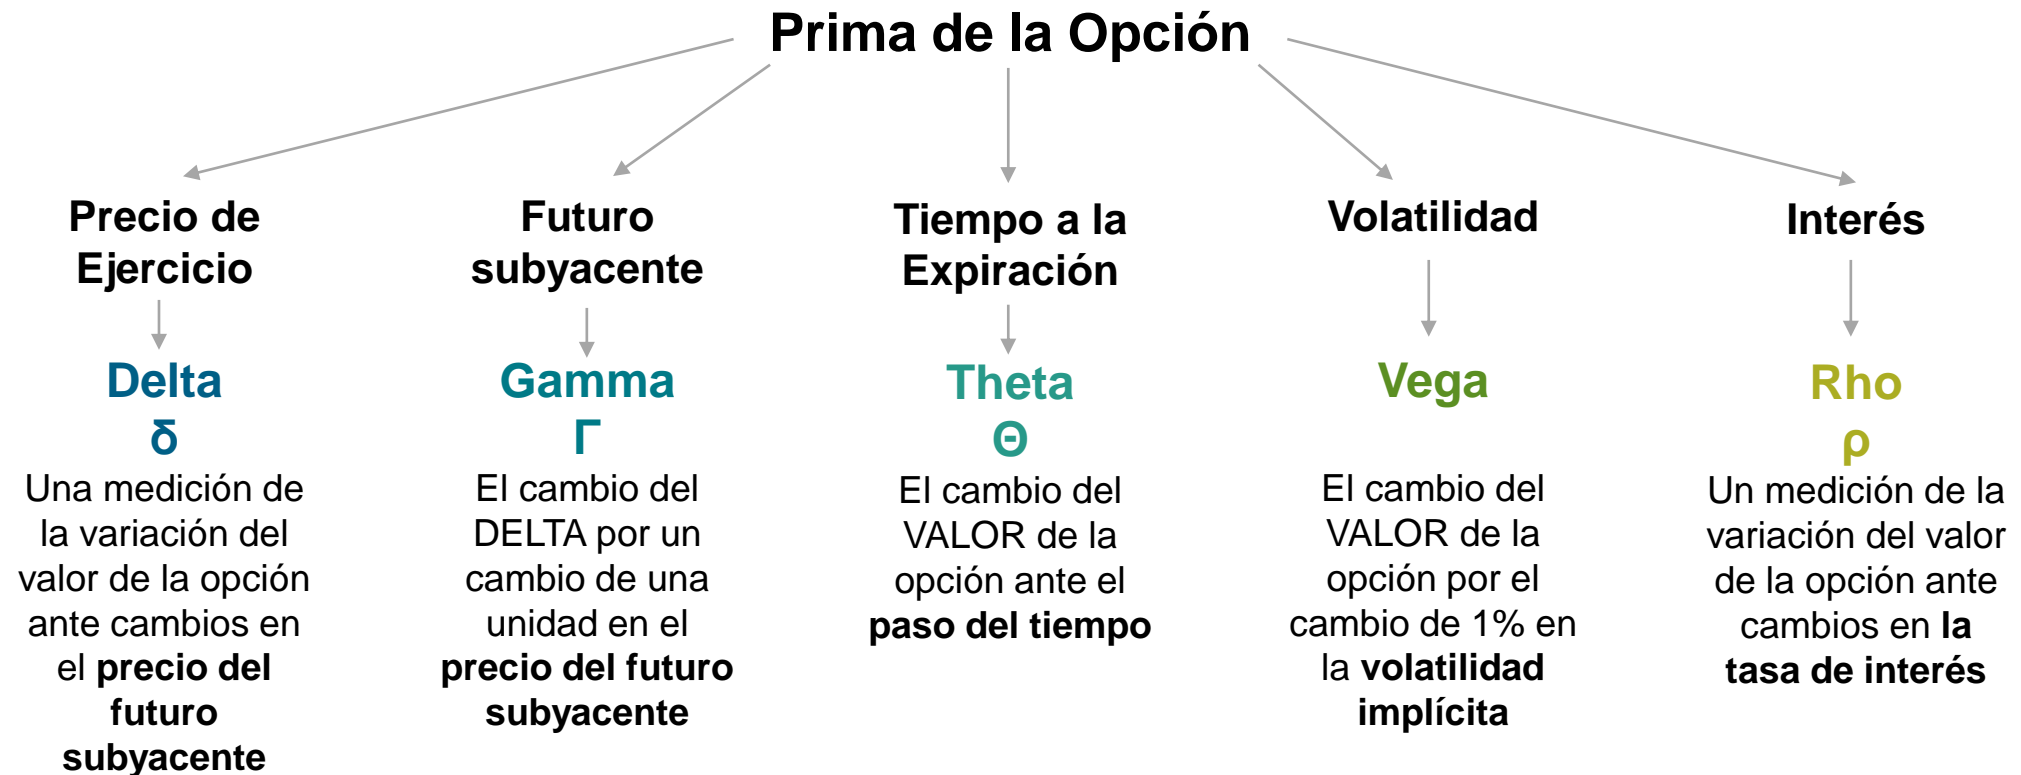 Prima de la Opción
Precio de
Ejercicio
Delta
δ
Una medición de
la variación del
valor de la opción
ante cambios en
el precio del
futuro
subyacente
Futuro
subyacente
Gamma
Γ
El cambio del
DELTA por un
cambio de una
unidad en el
precio del futuro
subyacente
Tiempo a la
Expiración
Theta
Θ
El cambio del
VALOR de la
opción ante el
paso del tiempo
Volatilidad
Vega
El cambio del
VALOR de la
opción por el
cambio de 1% en
la volatilidad
implícita
Interés
Rho
ρ
Un medición de la
variación del valor
de la opción ante
cambios en la
tasa de interés